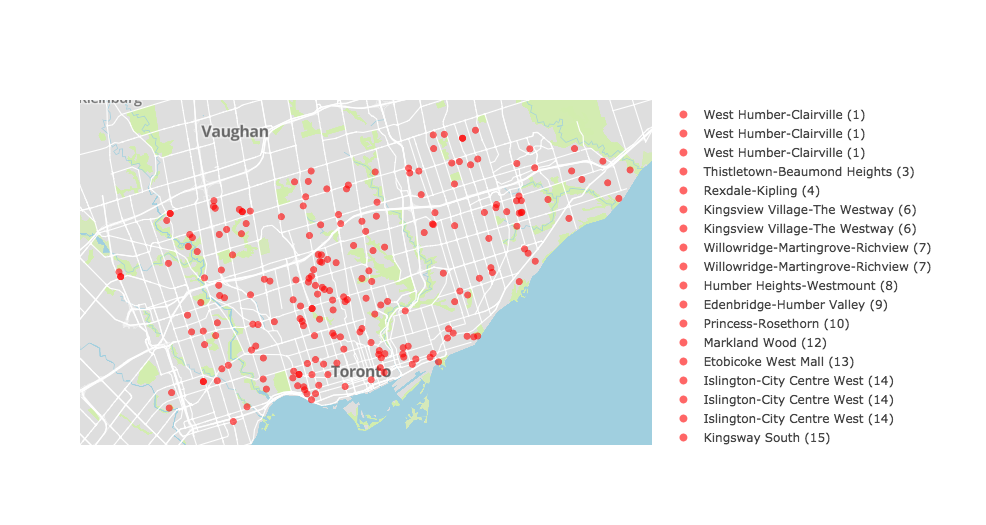 Kleinburg
Vaughan
Toronto
West Humber-Clairville (1)
West Humber-Clairville (1)
West Humber-Clairville (1)
Thistletown-Beaumond Heights (3)
Rexdale-Kipling (4)
Kingsview Village-The Westway (6)
Kingsview Village-The Westway (6)
Willowridge-Martingrove-Richview (7)
Willowridge-Martingrove-Richview (7)
Humber Heights-Westmount (8)
Edenbridge-Humber Valley (9)
Princess-Rosethorn (10)
Markland Wood (12)
Etobicoke West Mall (13)
Islington-City Centre West (14)
Islington-City Centre West (14)
Islington-City Centre West (14)
Kingsway South (15)